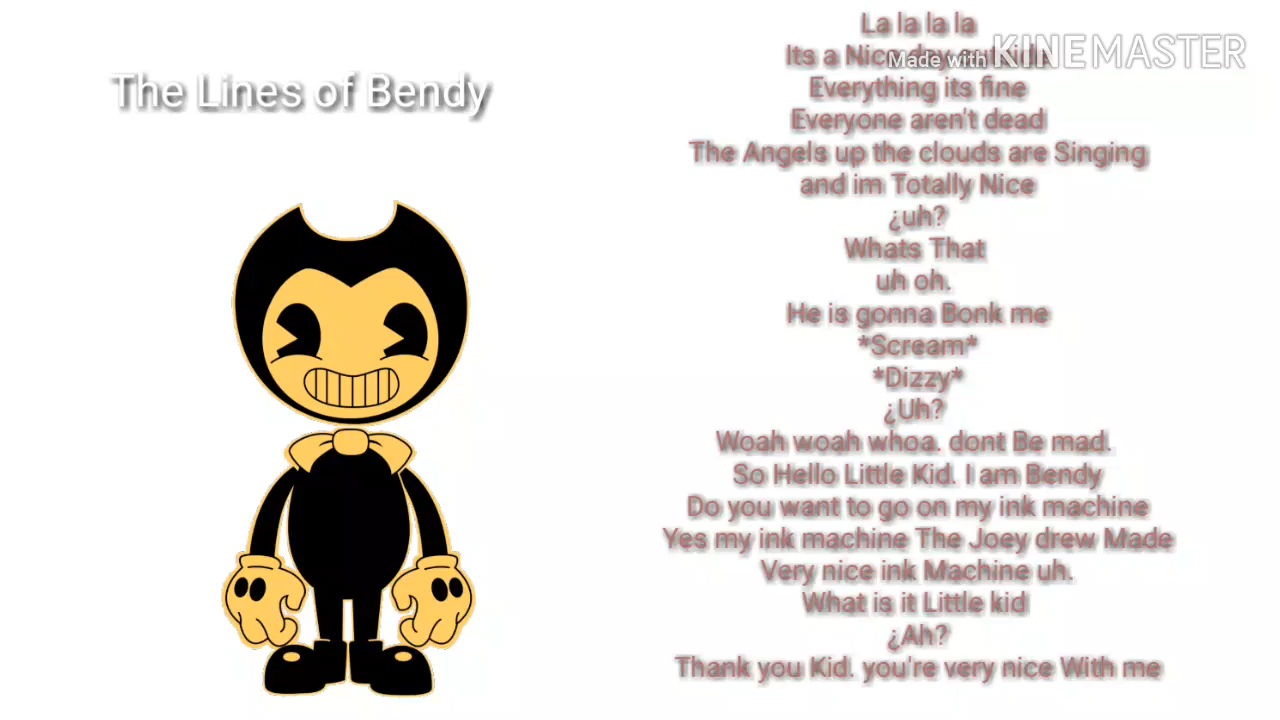 The Lines of Bendy
La la la la
Its a Nice day outside
Made with KINEMASTER
Everything its fine
Everyone aren't dead
The Angels up the clouds are Singing
and im Totally Nice
¿uh?
Whats That
uh oh.
He is gonna Bonk me
*Scream*
*Dizzy*
¿Uh?
Woah woah whoa. dont Be mad.
So Hello Little Kid. I am Bendy
Do you want to go on my ink machine
Yes my ink machine The Joey drew Made
Very nice ink Machine uh.
What is it Little kid
¿Ah?
Thank you Kid. you're very nice With me